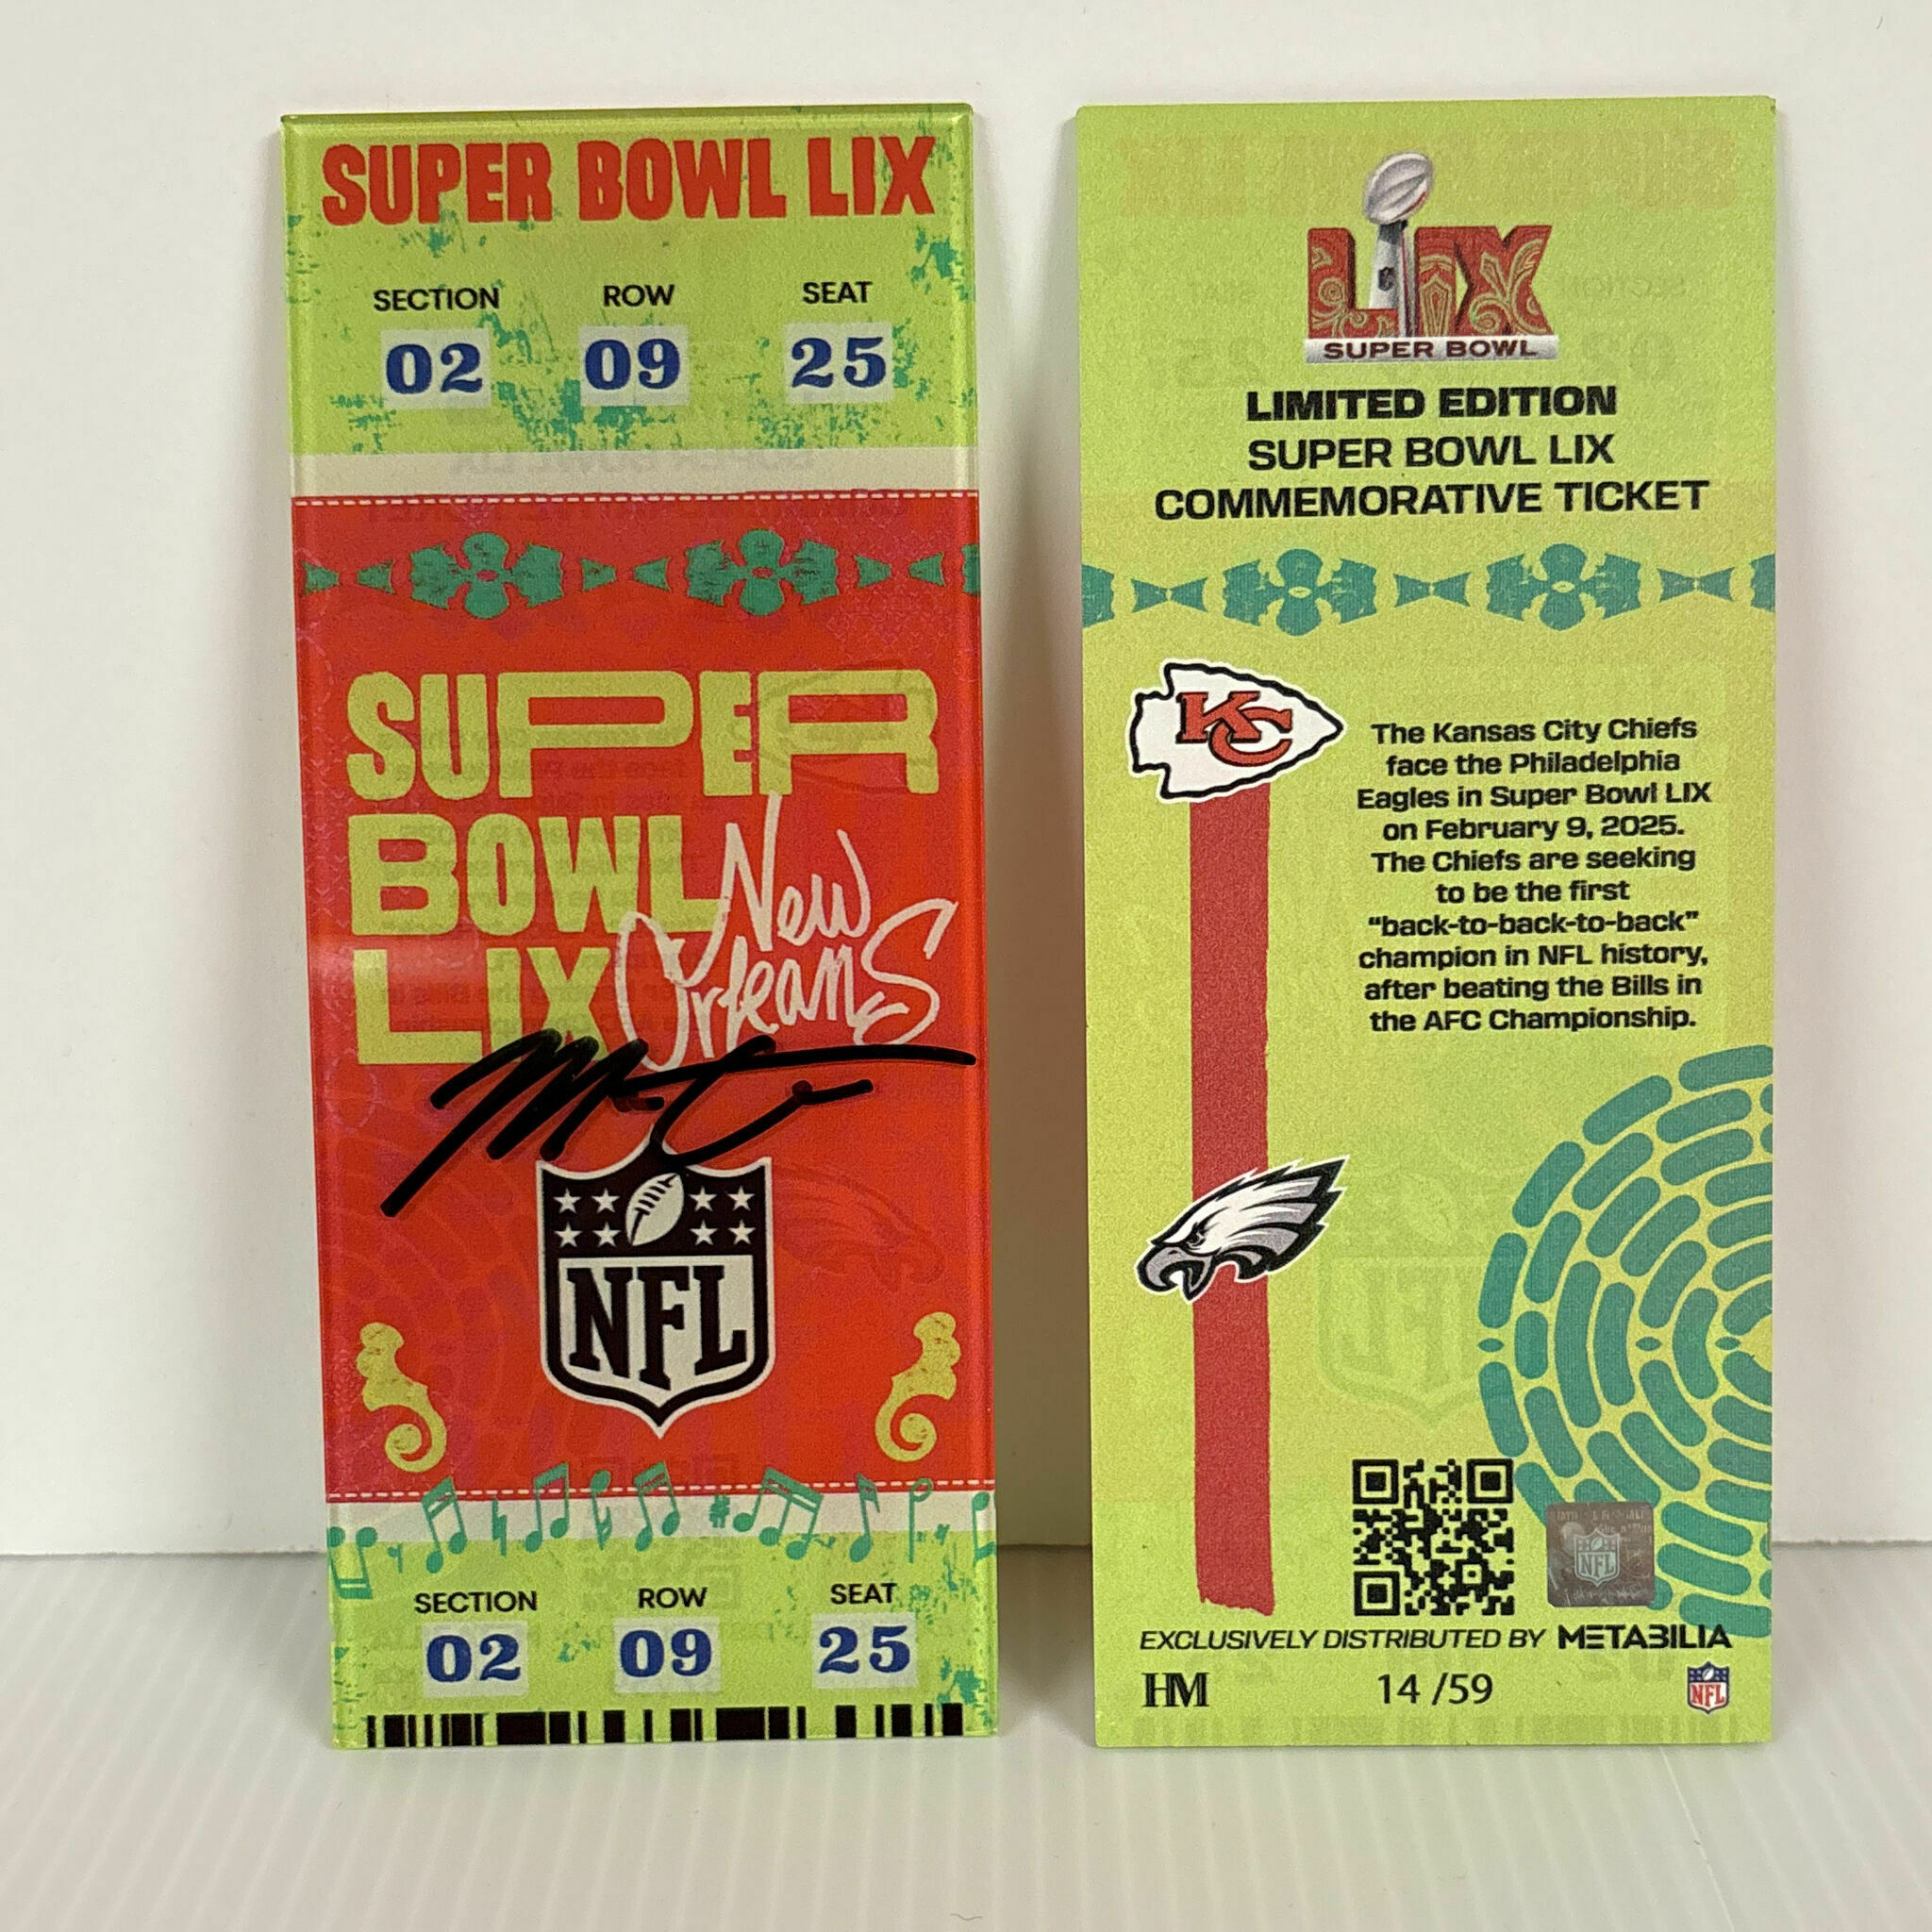 SUPER BOWL LIX
SECTION ROW SEAT
02 09 25
SUPER
BOWL
LIX
New
Orleans
NFL
SECTION ROW SEAT
02 09 25
LIX
SUPER BOWL
LIMITED EDITION
SUPER BOWL LIX
COMMEMORATIVE TICKET
KC
The Kansas City Chiefs
face the Philadelphia
Eagles in Super Bowl LIX
on February 9, 2025.
The Chiefs are seeking
to be the first
“back-to-back-to-back”
champion in NFL history,
after beating the Bills in
the AFC Championship.
NFL
EXCLUSIVELY DISTRIBUTED BY METABILIA
HM 14 /59 NFL